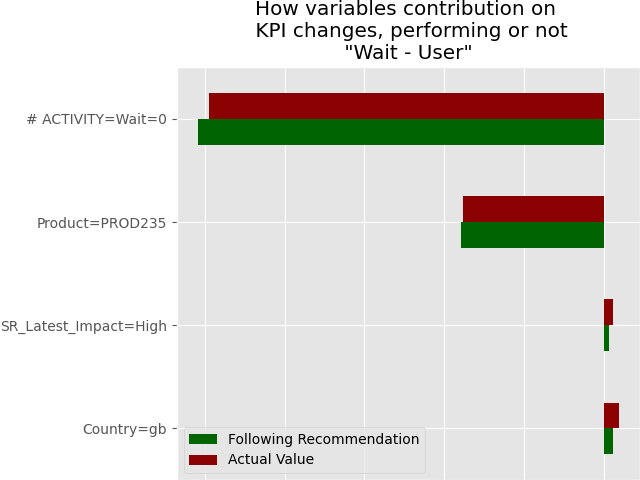 How variables contribution on
KPI changes, performing or not
"Wait - User"
# ACTIVITY=Wait=0
Product=PROD235
SR_Latest_Impact=High
Country=gb
Following Recommendation
Actual Value